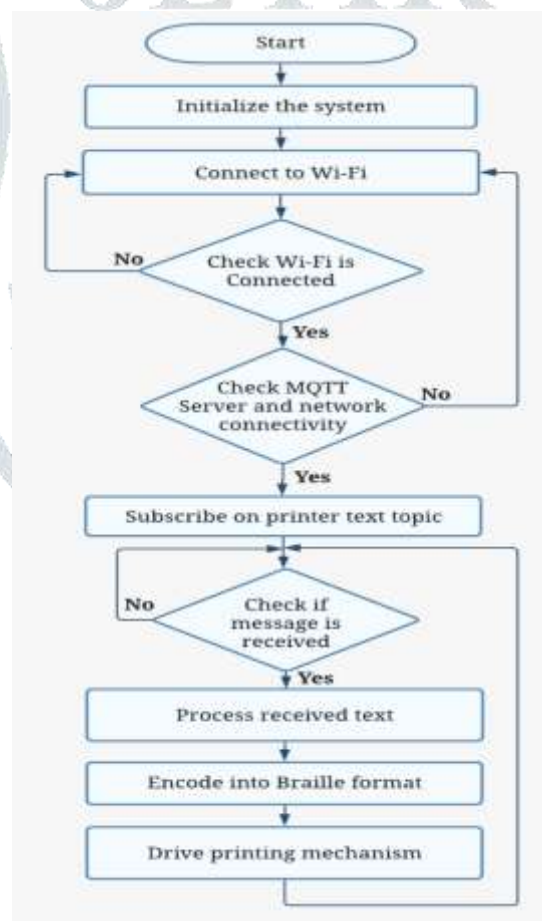 Start
Initialize the system
Connect to Wi-Fi
No
Check Wi-Fi is
Connected
Yes
Check MQTT
Server and network
connectivity
No
Yes
Subscribe on printer text topic
No
Check if
message is
received
Yes
Process received text
Encode into Braille format
Drive printing mechanism